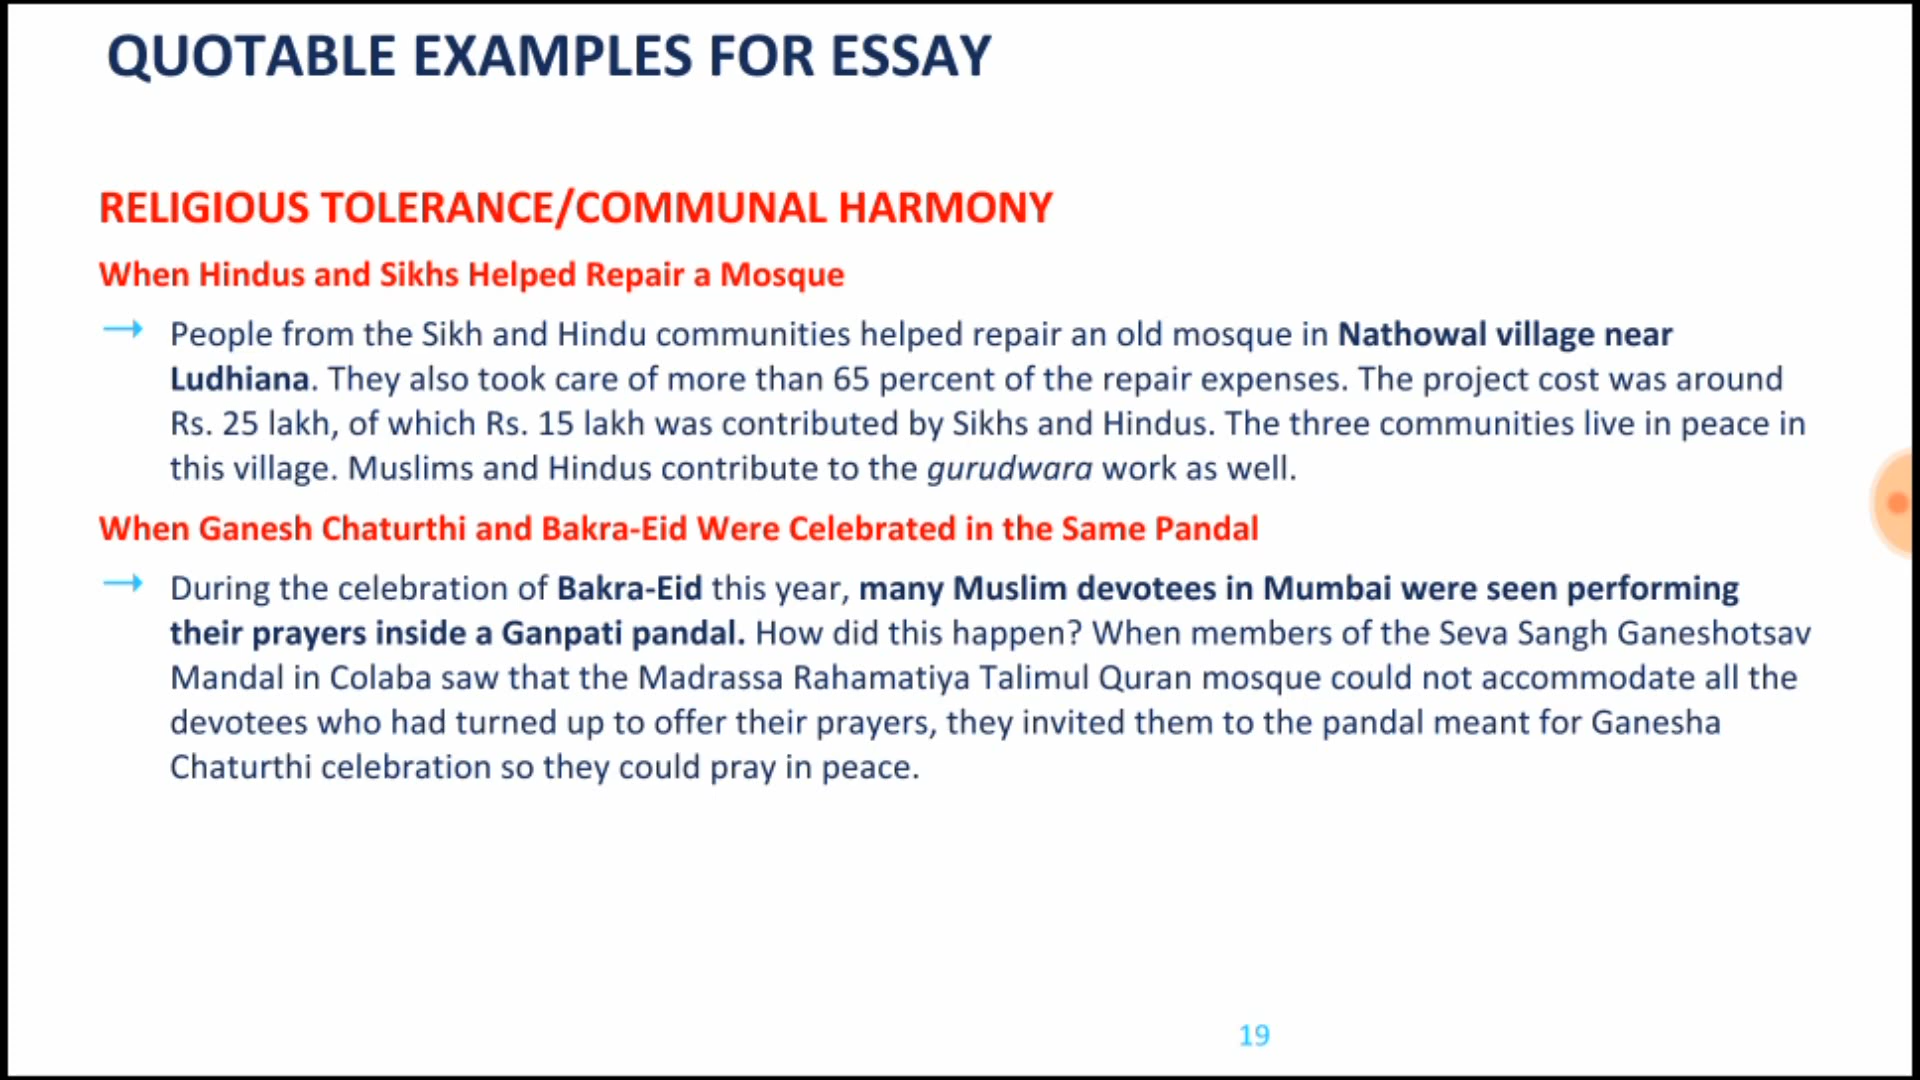 QUOTABLE EXAMPLES FOR ESSAY
RELIGIOUS TOLERANCE/COMMUNAL HARMONY
When Hindus and Sikhs Helped Repair a Mosque
→ People from the Sikh and Hindu communities helped repair an old mosque in Nathowal village near
Ludhiana. They also took care of more than 65 percent of the repair expenses. The project cost was around
Rs. 25 lakh, of which Rs. 15 lakh was contributed by Sikhs and Hindus. The three communities live in peace in
this village. Muslims and Hindus contribute to the gurudwara work as well.
When Ganesh Chaturthi and Bakra-Eid Were Celebrated in the Same Pandal
→ During the celebration of Bakra-Eid this year, many Muslim devotees in Mumbai were seen performing
their prayers inside a Ganpati pandal. How did this happen? When members of the Seva Sangh Ganeshotsav
Mandal in Colaba saw that the Madrassa Rahamatiya Talimul Quran mosque could not accommodate all the
devotees who had turned up to offer their prayers, they invited them to the pandal meant for Ganesha
Chaturthi celebration so they could pray in peace.
19